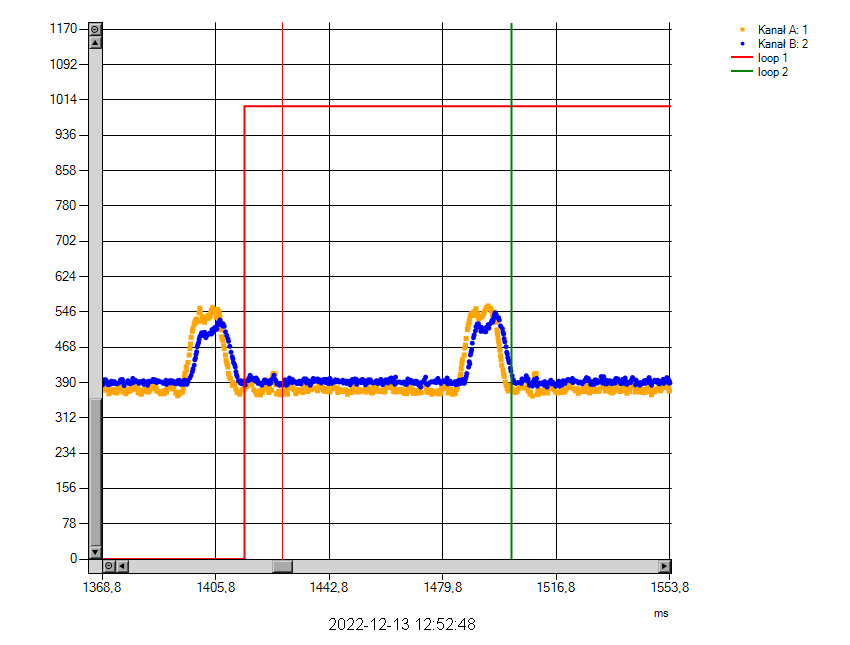 1170
1092
1014
936
858
780
702
624
546
468
390
312
234
156
78
0
1368,8 1405,8 1442,8 1479,8 1516,8 1553,8
ms
2022-12-13 12:52:48
Kanał A: 1
Kanał B: 2
loop 1
loop 2